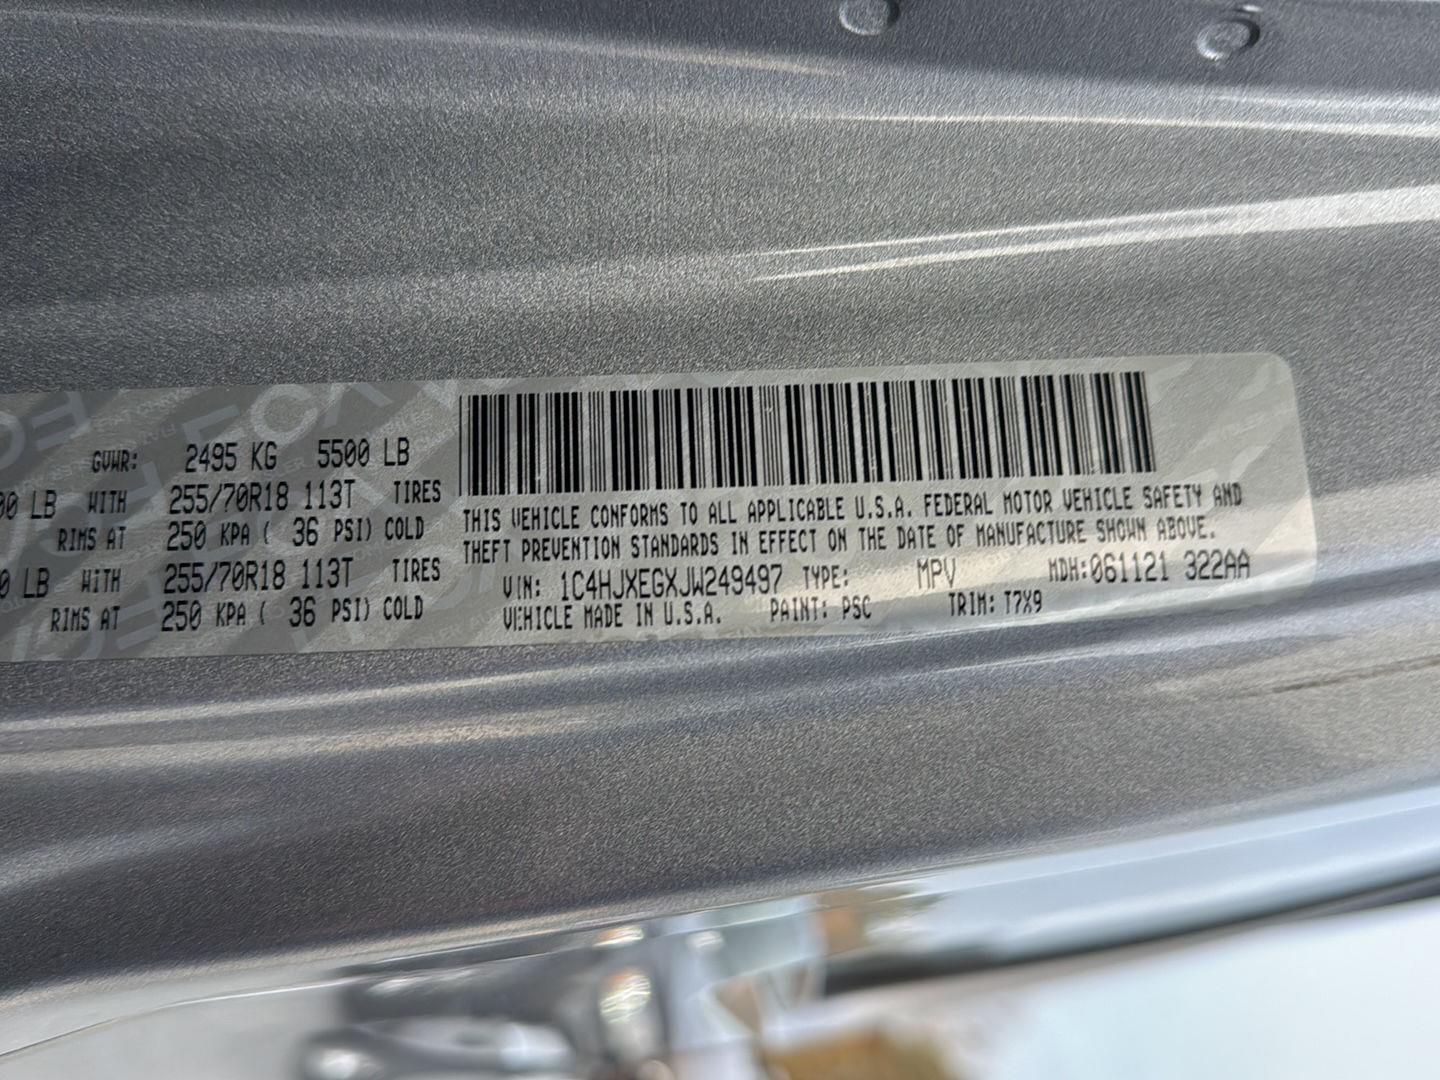 GVWR: 2495 KG 5500 LB
00 LB WITH 255/70R18 113T TIRES
RIMS AT 250 KPA ( 36 PSI) COLD
0 LB WITH 255/70R18 113T TIRES
RIMS AT 250 KPA ( 36 PSI) COLD
THIS VEHICLE CONFORMS TO ALL APPLICABLE U.S.A. FEDERAL MOTOR VEHICLE SAFETY AND
THEFT PREVENTION STANDARDS IN EFFECT ON THE DATE OF MANUFACTURE SHOWN ABOVE.
VIN: 1C4HJXEGXJW249497 TYPE: MPV MDH:061121 322AA
VEHICLE MADE IN U.S.A. PAINT: PSC TRIM: T7X9